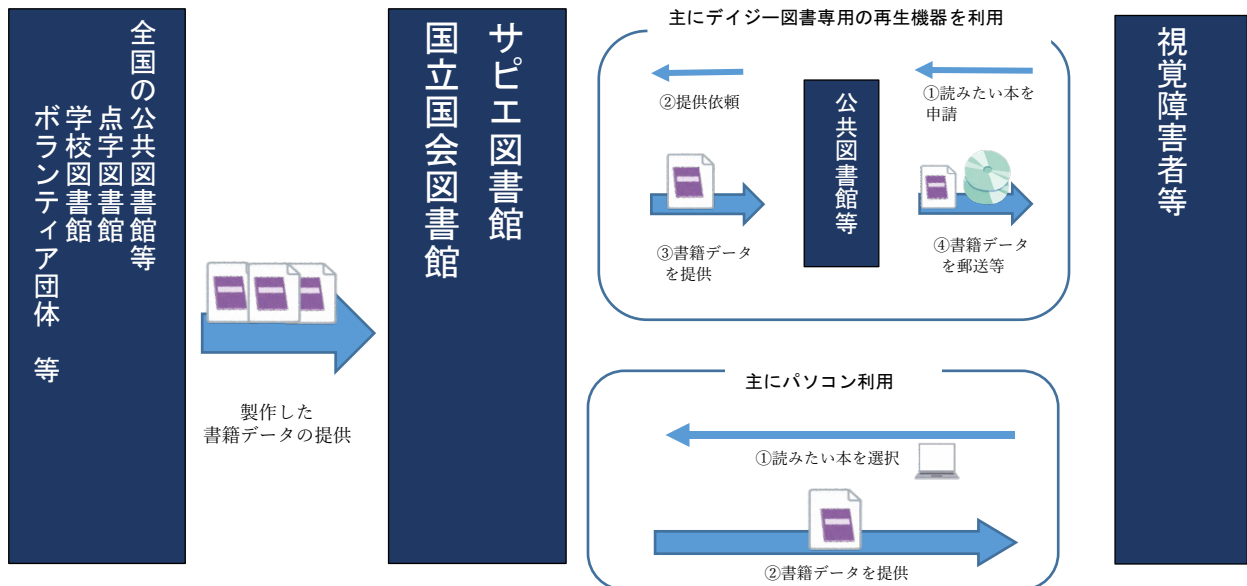 全国の公共図書館等
点字図書館
学校図書館
ボランティア団体　等
製作した
書籍データの提供
サピエ図書館
国立国会図書館
主にデイジー図書専用の再生機器を利用
②提供依頼
①読みたい本を
申請
公共図書館等
③書籍データ
を提供
④書籍データ
を郵送等
主にパソコン利用
①読みたい本を選択
②書籍データを提供
視覚障害者等